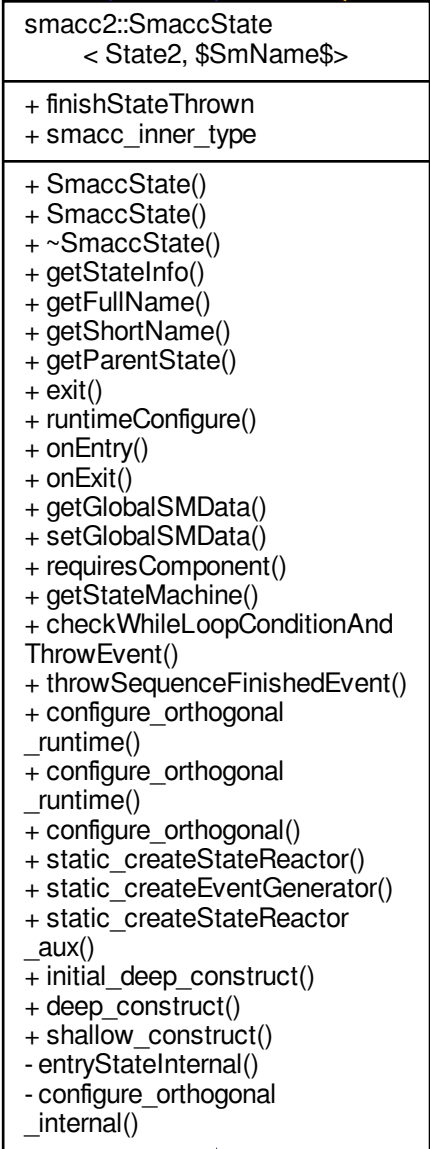 smacc2::SmaccState
< State2, $SmName$>
+ finishStateThrown
+ smacc_inner_type
+ SmaccState()
+ SmaccState()
+ ~SmaccState()
+ getStateInfo()
+ getFullName()
+ getShortName()
+ getParentState()
+ exit()
+ runtimeConfigure()
+ onEntry()
+ onExit()
+ getGlobalSMData()
+ setGlobalSMData()
+ requiresComponent()
+ getStateMachine()
+ checkWhileLoopConditionAnd
ThrowEvent()
+ throwSequenceFinishedEvent()
+ configure_orthogonal
_runtime()
+ configure_orthogonal
_runtime()
+ configure_orthogonal()
+ static_createStateReactor()
+ static_createEventGenerator()
+ static_createStateReactor
_aux()
+ initial_deep_construct()
+ deep_construct()
+ shallow_construct()
- entryStateInternal()
- configure_orthogonal
_internal()